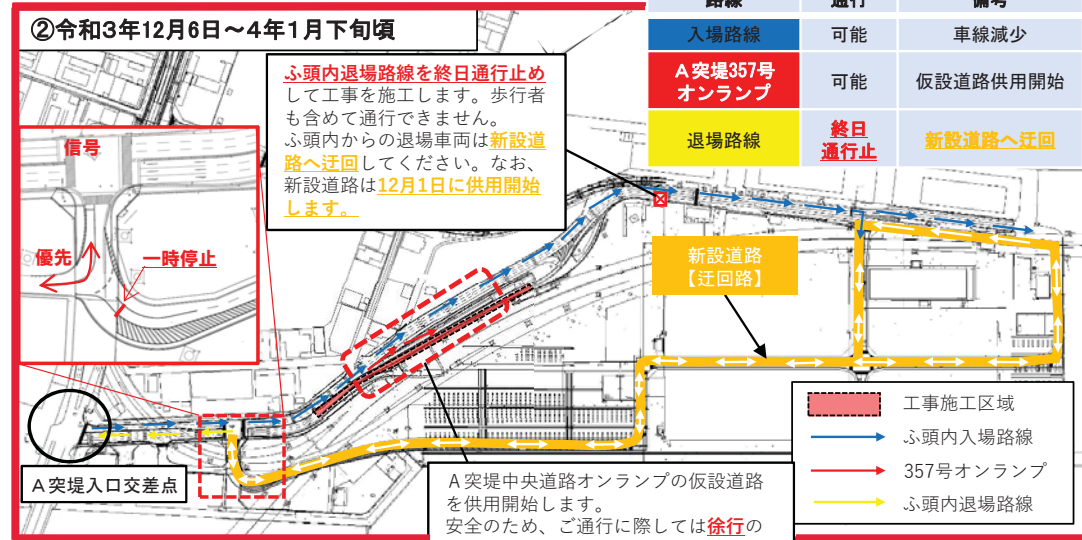 ②令和3年12月6日～4年1月下旬頃
路線 通行 備考
入場路線 可能 車線減少
A突堤357号
オンランプ 可能 仮設道路供用開始
退場路線 終日
通行止 新設道路へ迂回
ふ頭内退場路線を終日通行止め
して工事を施工します。歩行者
も含めて通行できません。
ふ頭内からの退場車両は新設道
路へ迂回してください。なお、
新設道路は12月1日に供用開始
します。
信号
優先
一時停止
新設道路
【迂回路】
A突堤入口交差点
A突堤中央道路オンランプの仮設道路
を供用開始します。
安全のため、ご通行に際しては徐行の
工事施工区域
ふ頭内入場路線
357号オンランプ
ふ頭内退場路線